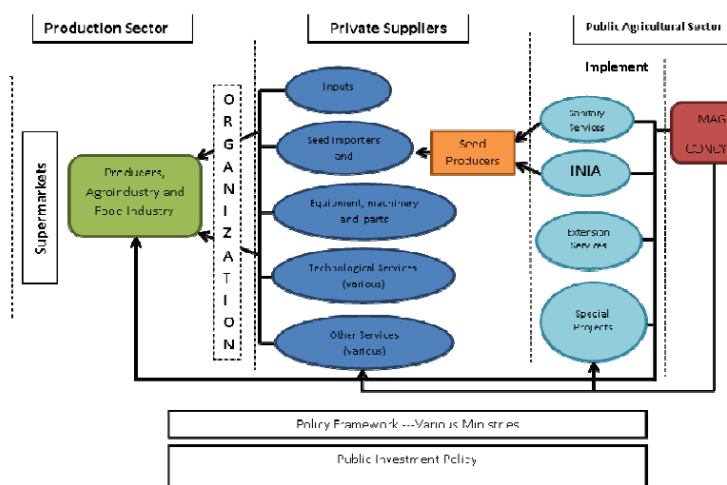 Production Sector
Private Suppliers
Public Agricultural Sector
Implement
Supermarkets
Producers,
Agroindustry and
Food Industry
ORGANIZATION
Inputs
Seed Importers
and
Equipment, machinery
and parts
Technological Services
(various)
Other Services
(various)
Seed
Producers
Sanitary
Services
INIA
Extension
Services
Special
Projects
MAG
CONCY
Policy Framework ---Various Ministries
Public Investment Policy